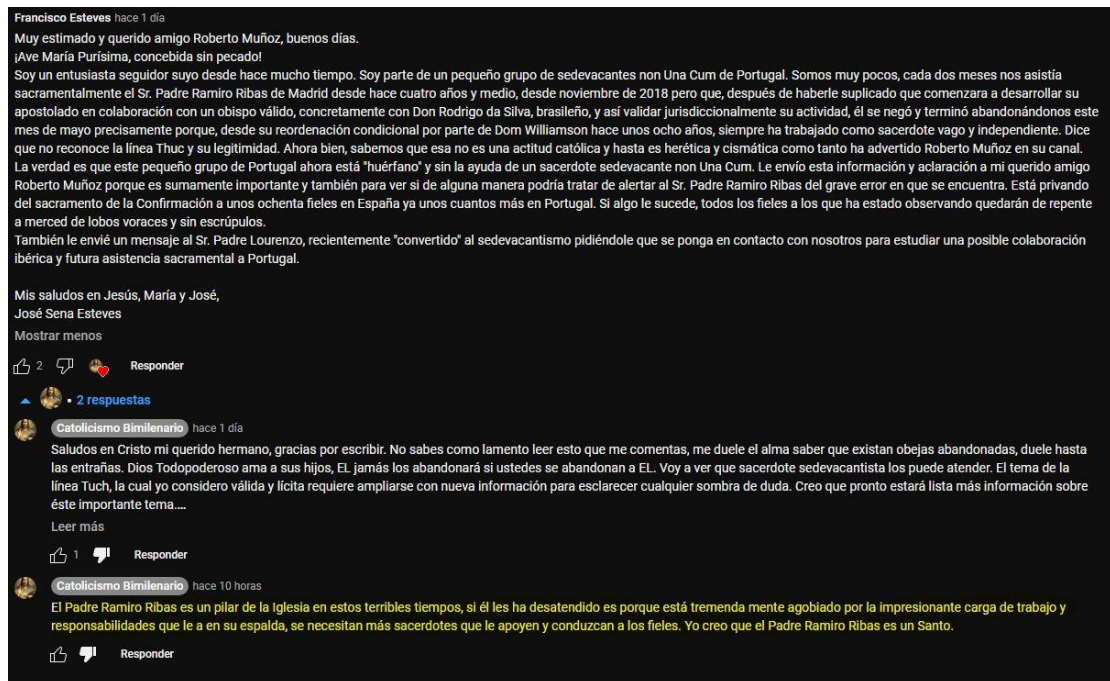 Francisco Esteves hace 1 día
Muy estimado y querido amigo Roberto Muñoz, buenos días.
¡Ave María Purísima, concebida sin pecado!
Soy un entusiasta seguidor suyo desde hace mucho tiempo. Soy parte de un pequeño grupo de sedevacantes non Una Cum de Portugal. Somos muy pocos, cada dos meses nos asistía
sacramentalmente el Sr. Padre Ramiro Ribas de Madrid desde hace cuatro años y medio, desde noviembre de 2018 pero que, después de haberle suplicado que comenzara a desarrollar su
apostolado en colaboración con un obispo válido, concretamente con Don Rodrigo da Silva, brasileño, y así validar jurisdiccionalmente su actividad, él se negó y terminó abandonándonos este
mes de mayo precisamente porque, desde su reordenación condicional por parte de Dom Williamson hace unos ocho años, siempre ha trabajado como sacerdote vago y independiente. Dice
que no reconoce la línea Thuc y su legitimidad. Ahora bien, sabemos que esa no es una actitud católica y hasta es herética y cismática como tanto ha advertido Roberto Muñoz en su canal.
La verdad es que este pequeño grupo de Portugal ahora está "huérfano" y sin la ayuda de un sacerdote sedevacante non Una Cum. Le envío esta información y aclaración a mi querido amigo
Roberto Muñoz porque es sumamente importante y también para ver si de alguna manera podría tratar de alertar al Sr. Padre Ramiro Ribas del grave error en que se encuentra. Está privando
del sacramento de la Confirmación a unos ochenta fieles en España ya unos cuantos más en Portugal. Si algo le sucede, todos los fieles a los que ha estado observando quedarán de repente
a merced de lobos voraces y sin escrúpulos.
También le envié un mensaje al Sr. Padre Lourenzo, recientemente "convertido" al sedevacantismo pidiéndole que se ponga en contacto con nosotros para estudiar una posible colaboración
ibérica y futura asistencia sacramental a Portugal.
Mis saludos en Jesús, María y José,
José Sena Esteves
Mostrar menos
2 Responder
• 2 respuestas
Catolicismo Bimilenario hace 1 día
Saludos en Cristo mi querido hermano, gracias por escribir. No sabes como lamento leer esto que me comentas, me duele el alma saber que existan obejas abandonadas, duele hasta
las entrañas. Dios Todopoderoso ama a sus hijos, EL jamás los abandonará si ustedes se abandonan a EL. Voy a ver que sacerdote sedevacantista los puede atender. El tema de la
línea Tuch, la cual yo considero válida y lícita requiere ampliarse con nueva información para esclarecer cualquier sombra de duda. Creo que pronto estará lista más información sobre
éste importante tema....
Leer más
1 Responder
Catolicismo Bimilenario hace 10 horas
El Padre Ramiro Ribas es un pilar de la Iglesia en estos terribles tiempos, si él les ha desatendido es porque está tremenda mente agobiado por la impresionante carga de trabajo y
responsabilidades que le a en su espalda, se necesitan más sacerdotes que le apoyen y conduzcan a los fieles. Yo creo que el Padre Ramiro Ribas es un Santo.
Responder